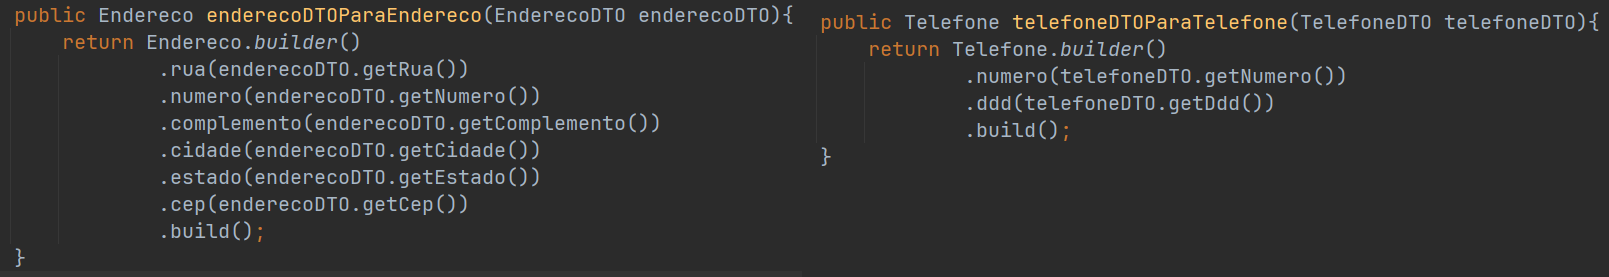 public Endereco enderecoDTOParaEndereco(EnderecoDTO enderecoDTO){
    return Endereco.builder()
            .rua(enderecoDTO.getRua())
            .numero(enderecoDTO.getNumero())
            .complemento(enderecoDTO.getComplemento())
            .cidade(enderecoDTO.getCidade())
            .estado(enderecoDTO.getEstado())
            .cep(enderecoDTO.getCep())
            .build();
}
public Telefone telefoneDTOParaTelefone(TelefoneDTO telefoneDTO){
    return Telefone.builder()
            .numero(telefoneDTO.getNumero())
            .ddd(telefoneDTO.getDdd())
            .build();
}